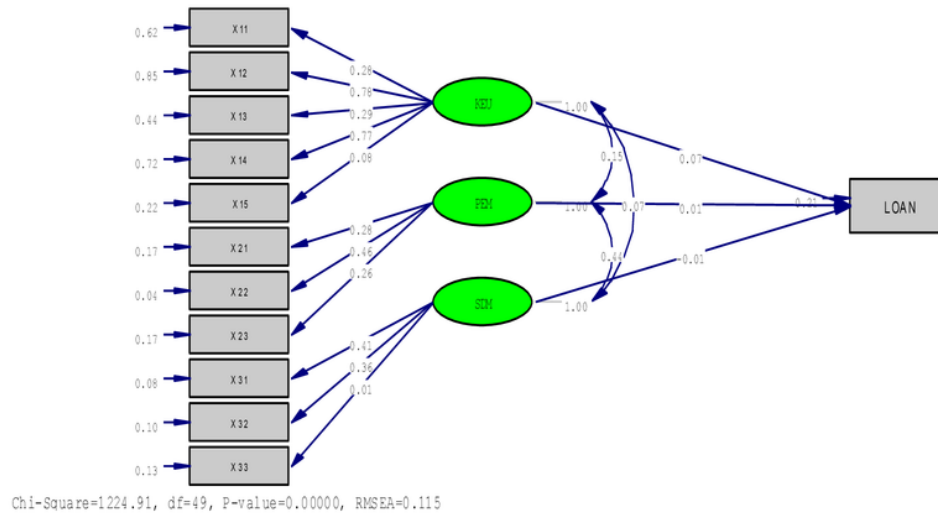 0.62 X11
0.28
0.85 X12
0.78
KEU 1.00
0.44 X13
0.29
0.77
0.72 X14
0.15 0.07
0.08
0.22 X15
PEM 1.00 0.07 0.01 0.21 LOAN
0.17 X21
0.28
0.46
0.04 X22
0.26
0.44 -0.01
SDM 1.00
0.17 X23
0.41
0.08 X31
0.36
0.01
0.10 X32
0.13 X33
Chi-Square=1224.91, df=49, P-value=0.00000, RMSEA=0.115